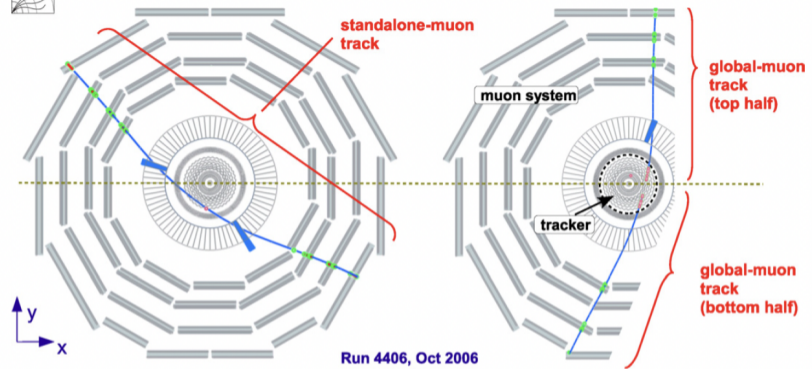 standalone-muon
track
muon system
global-muon
track
(top half)
tracker
global-muon
track
(bottom half)
y
x
Run 4406, Oct 2006